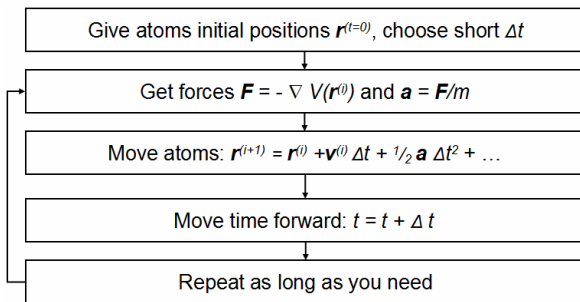 Give atoms initial positions r⁽ᵗ⁼⁰⁾, choose short Δt
Get forces F = - ∇ V(r⁽ⁱ⁾) and a = F/m
Move atoms: r⁽ⁱ⁺¹⁾ = r⁽ⁱ⁾ +v⁽ⁱ⁾ Δt + ¹/₂ a Δt² + …
Move time forward: t = t + Δ t
Repeat as long as you need